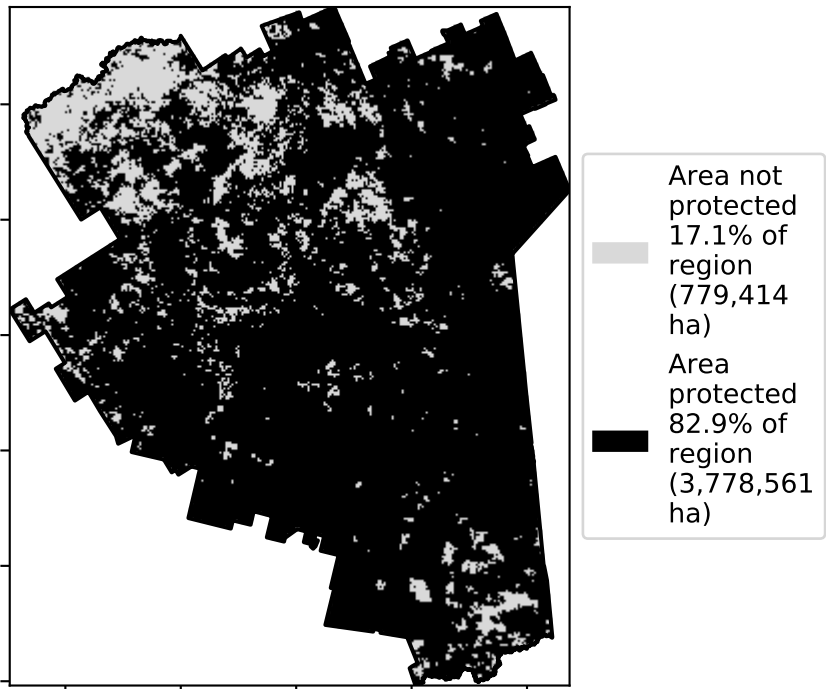 Area not
protected
17.1% of
region
(779,414
ha)
Area
protected
82.9% of
region
(3,778,561
ha)